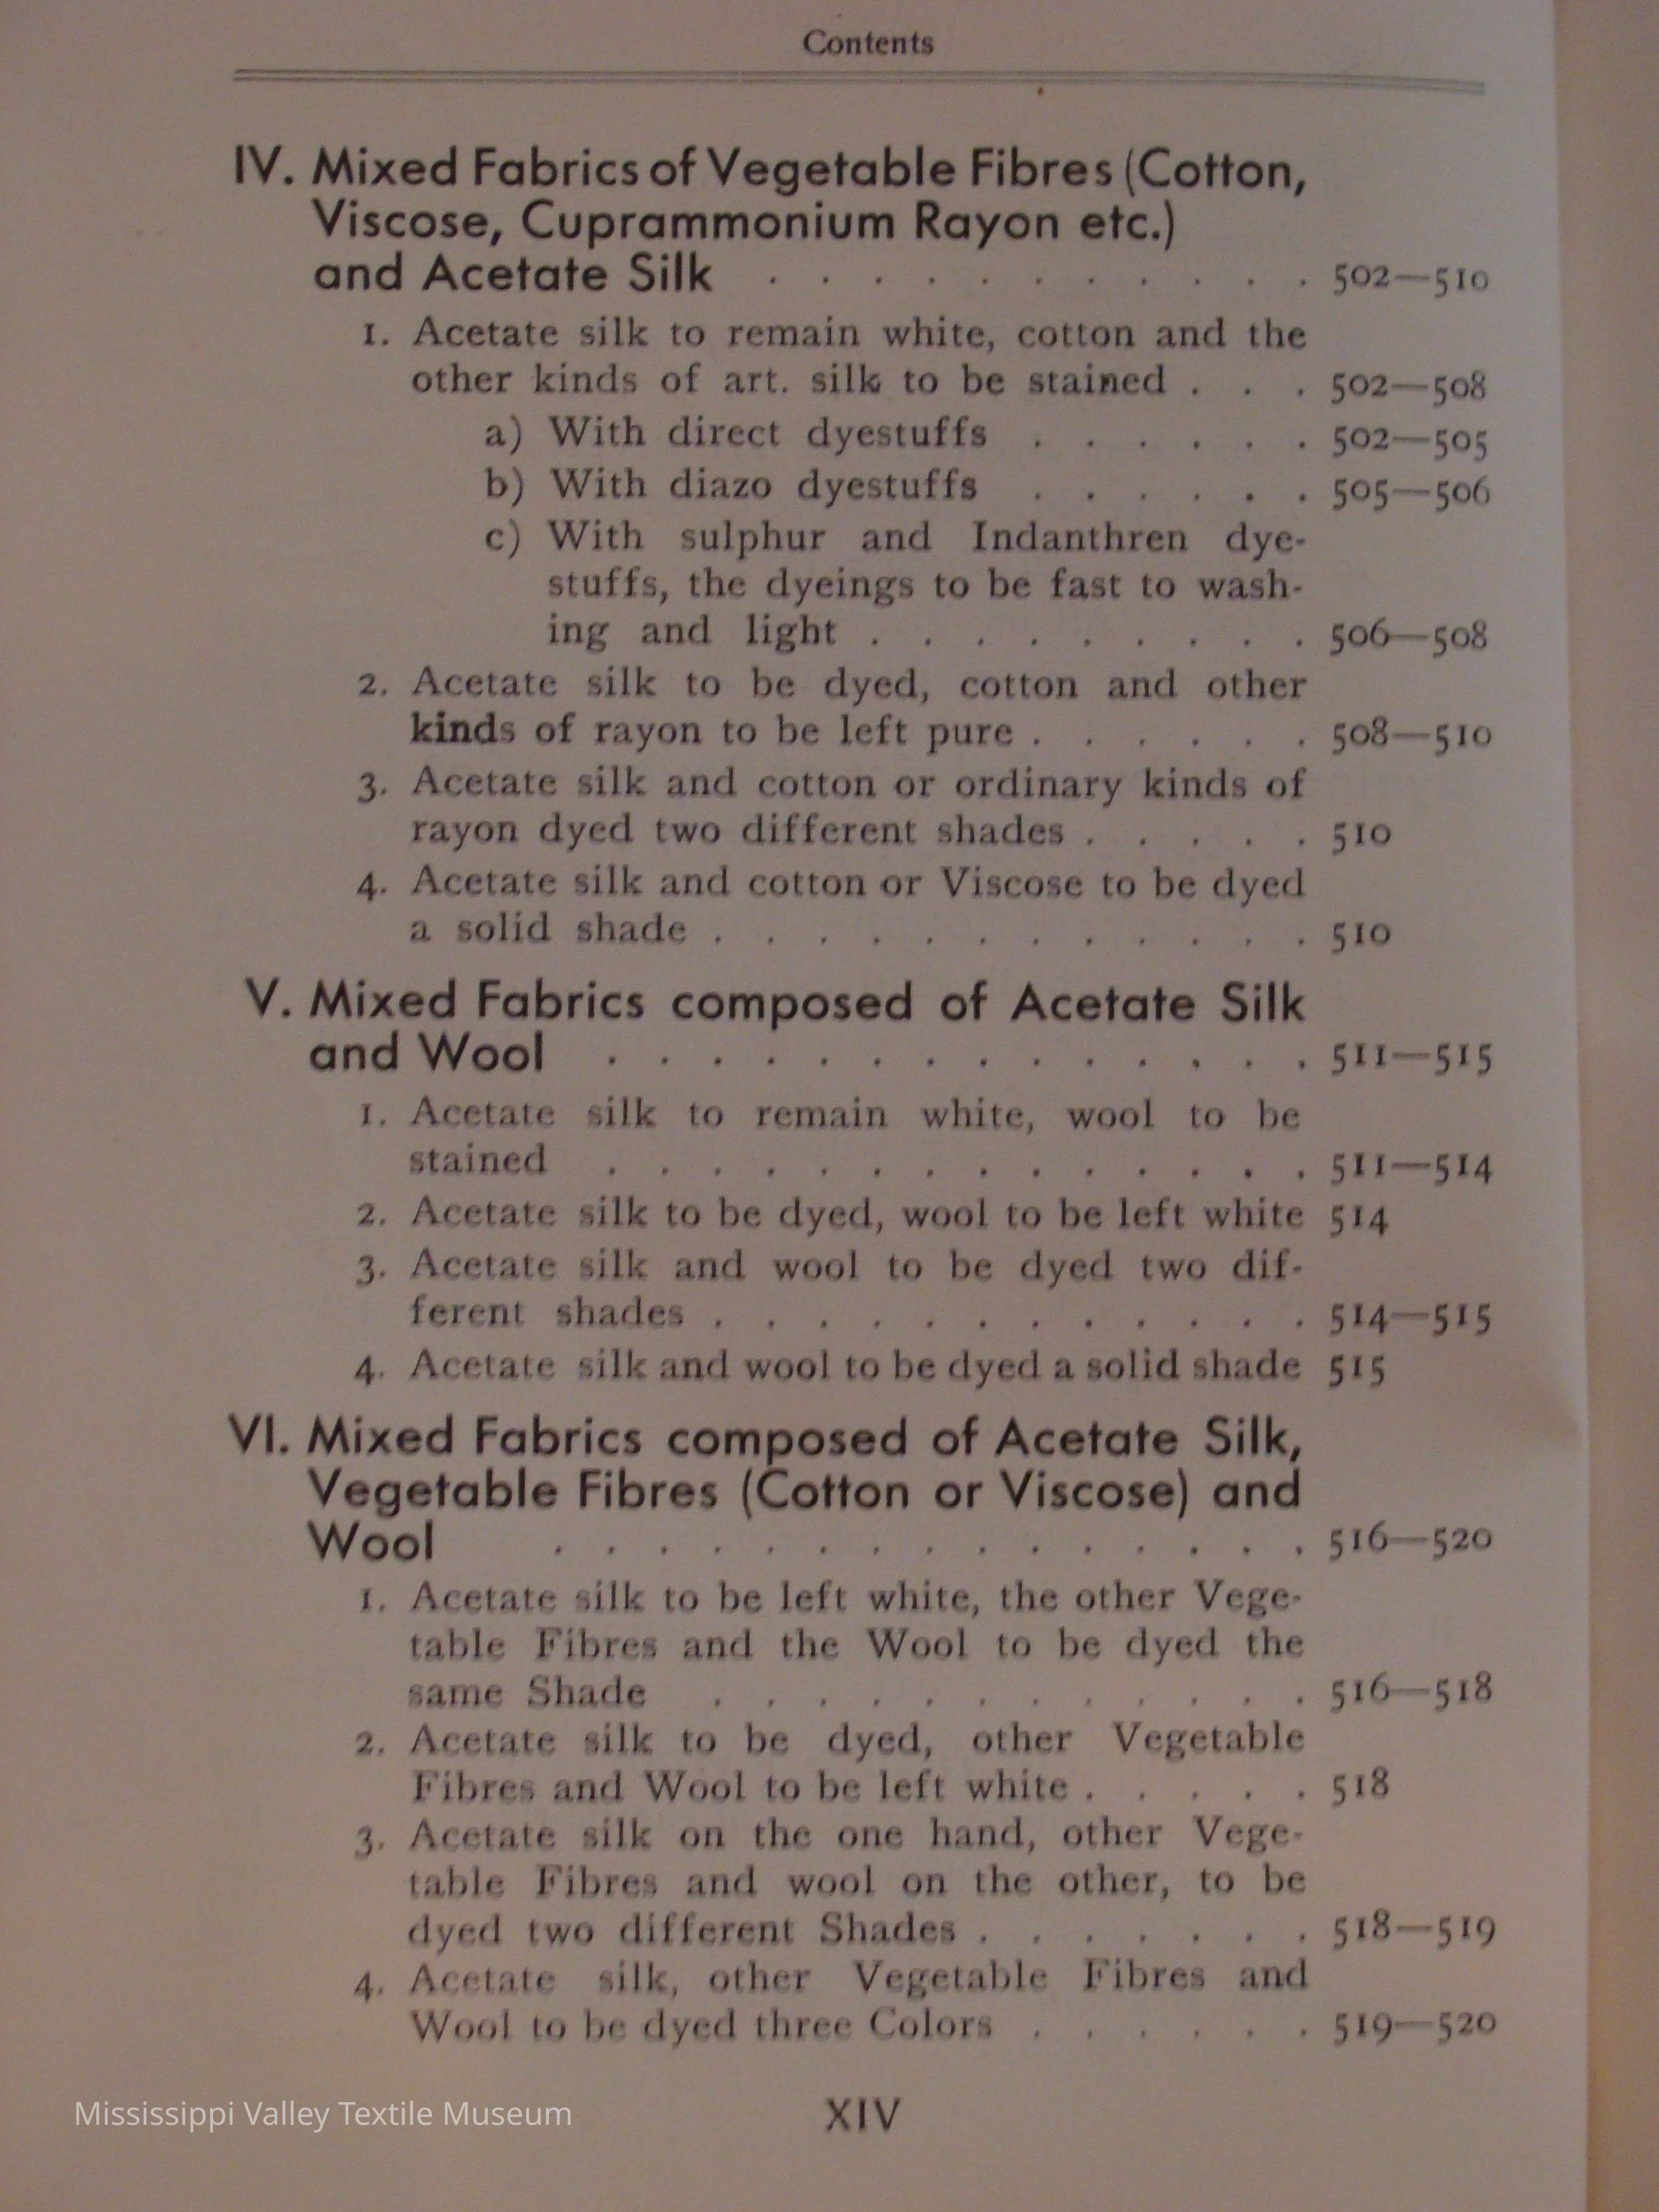 Contents
IV. Mixed Fabrics of Vegetable Fibres (Cotton,
Viscose, Cuprammonium Rayon etc.)
and Acetate Silk . . . . . . . . . . . 502—510
1. Acetate silk to remain white, cotton and the
other kinds of art. silk to be stained . . . 502—508
a) With direct dyestuffs . . . . . . 502—505
b) With diazo dyestuffs . . . . . . 505—506
c) With sulphur and Indanthren dye-
stuffs, the dyeings to be fast to wash-
ing and light . . . . . . . . . 506—508
2. Acetate silk to be dyed, cotton and other
kinds of rayon to be left pure . . . . . . 508—510
3. Acetate silk and cotton or ordinary kinds of
rayon dyed two different shades . . . . . 510
4. Acetate silk and cotton or Viscose to be dyed
a solid shade . . . . . . . . . . . . 510
V. Mixed Fabrics composed of Acetate Silk
and Wool . . . . . . . . . . . . . . 511—515
1. Acetate silk to remain white, wool to be
stained . . . . . . . . . . . . . . 511—514
2. Acetate silk to be dyed, wool to be left white 514
3. Acetate silk and wool to be dyed two dif-
ferent shades . . . . . . . . . . . . 514—515
4. Acetate silk and wool to be dyed a solid shade 515
VI. Mixed Fabrics composed of Acetate Silk,
Vegetable Fibres (Cotton or Viscose) and
Wool . . . . . . . . . . . . . . . 516—520
1. Acetate silk to be left white, the other Vege-
table Fibres and the Wool to be dyed the
same Shade . . . . . . . . . . . . 516—518
2. Acetate silk to be dyed, other Vegetable
Fibres and Wool to be left white . . . . . 518
3. Acetate silk on the one hand, other Vege-
table Fibres and wool on the other, to be
dyed two different Shades . . . . . . . 518—519
4. Acetate silk, other Vegetable Fibres and
Wool to be dyed three Colors . . . . . . 519—520
XIV
Mississippi Valley Textile Museum